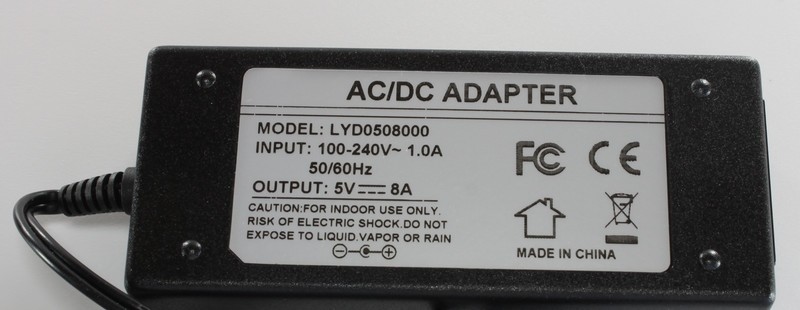 AC/DC ADAPTER
MODEL: LYD0508000
INPUT: 100-240V~ 1.0A
50/60Hz
OUTPUT: 5V⎓8A
CAUTION:FOR INDOOR USE ONLY.
RISK OF ELECTRIC SHOCK.DO NOT
EXPOSE TO LIQUID.VAPOR OR RAIN
FC CE
MADE IN CHINA